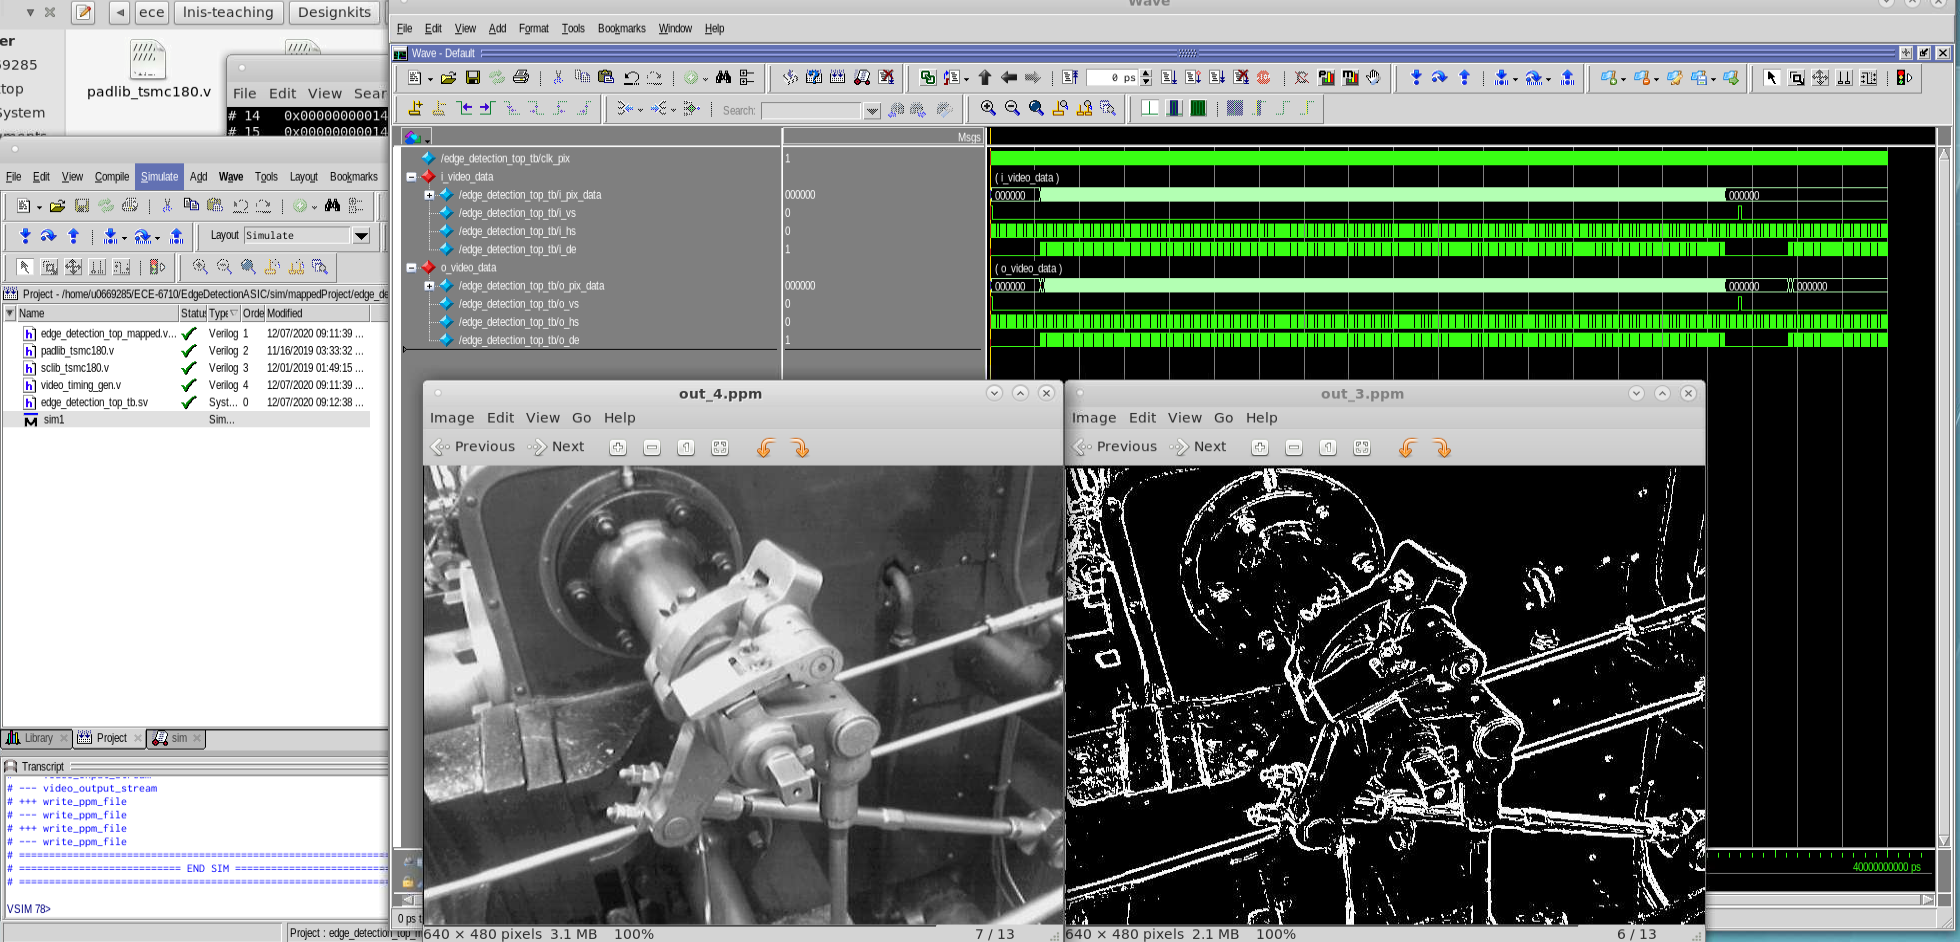 ece
lnis-teaching
Designkits
er
59285
top
System
padlib_tsmc180.v
File Edit View Sear
# 14 0x00000000014
# 15 0x00000000014
File Edit View Compile Simulate Add Wave Tools Layout Bookmarks
Layout Simulate
Project - /home/u0669285/ECE-6710/EdgeDetectionASIC/sim/mappedProject/edge_de
Name Status Type Orde Modified
edge_detection_top_mapped.v... Verilog 1 12/07/2020 09:11:39 ...
padlib_tsmc180.v Verilog 2 11/16/2019 03:33:32 ...
sclib_tsmc180.v Verilog 3 12/01/2019 01:49:15 ...
video_timing_gen.v Verilog 4 12/07/2020 09:11:39 ...
edge_detection_top_tb.sv Syst... 0 12/07/2020 09:12:38 ...
sim1 Sim...
Library Project sim
Transcript
# --- video_output_stream
# +++ write_ppm_file
# --- write_ppm_file
# +++ write_ppm_file
# --- write_ppm_file
# ==============================================================
# =========================== END SIM ==========================
# ==============================================================
VSIM 78>
Wave
File Edit View Add Format Tools Bookmarks Window Help
Wave - Default
0 ps
Search:
Msgs
/edge_detection_top_tb/clk_pix 1
i_video_data ( i_video_data )
/edge_detection_top_tb/i_pix_data 000000 000000 000000
/edge_detection_top_tb/i_vs 0
/edge_detection_top_tb/i_hs 0
/edge_detection_top_tb/i_de 1
o_video_data ( o_video_data )
/edge_detection_top_tb/o_pix_data 000000 000000 000000 000000
/edge_detection_top_tb/o_vs 0
/edge_detection_top_tb/o_hs 0
/edge_detection_top_tb/o_de 1
40000000000 ps
0 ps t
Project : edge_detection_top_m
out_4.ppm
Image Edit View Go Help
Previous Next
640 × 480 pixels 3.1 MB 100% 7 / 13
out_3.ppm
Image Edit View Go Help
Previous Next
640 × 480 pixels 2.1 MB 100% 6 / 13